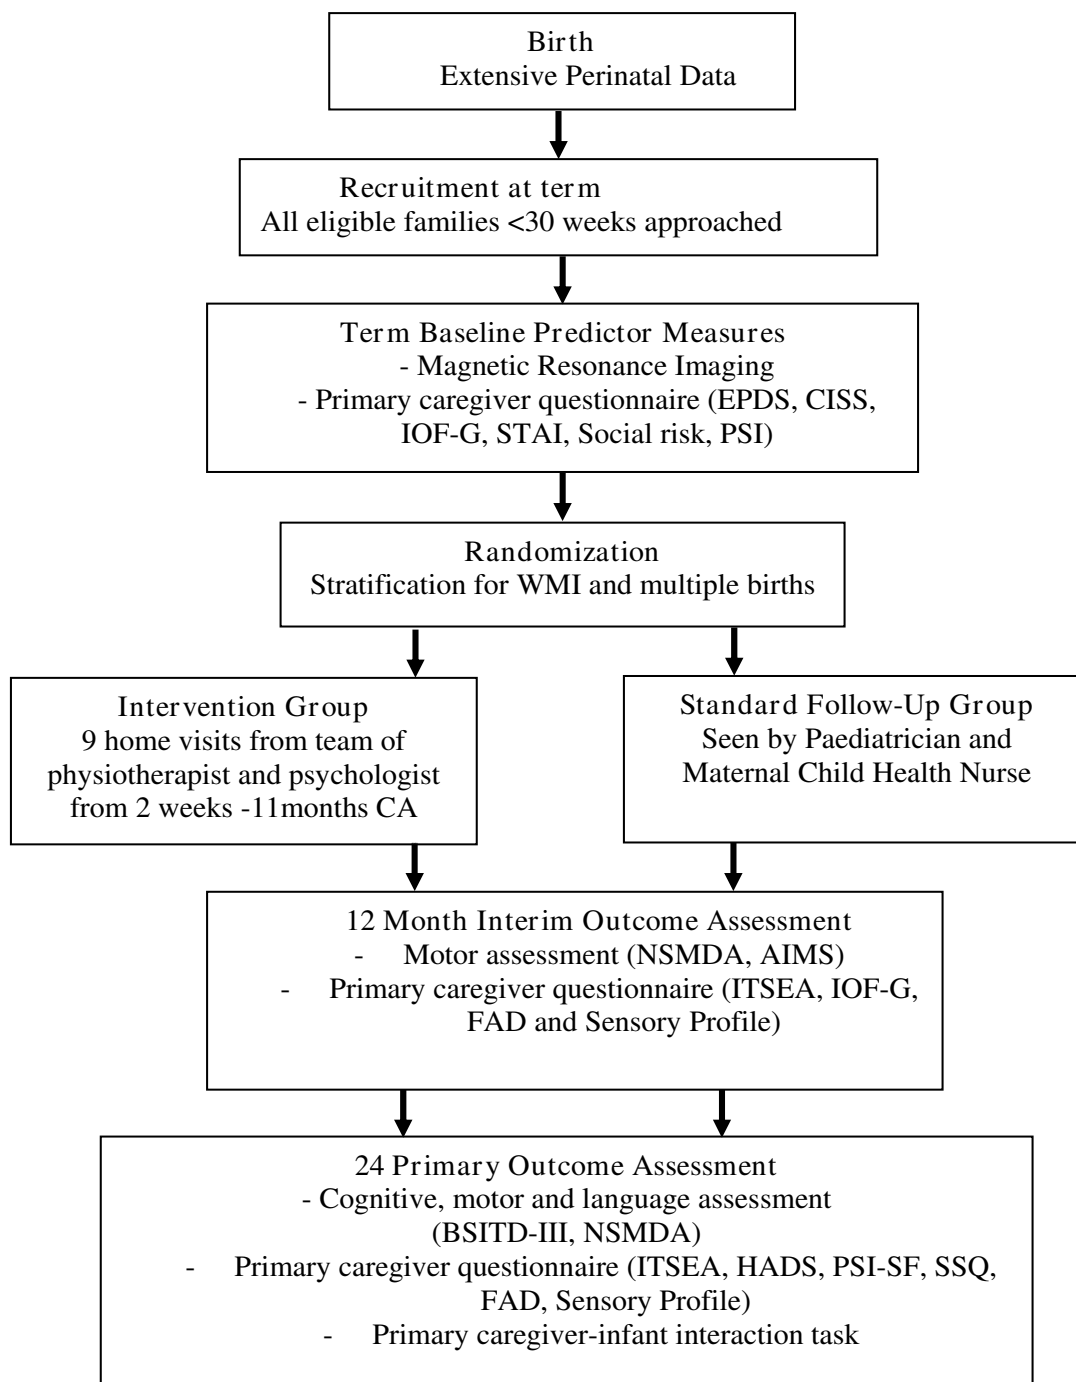 Birth
Extensive Perinatal Data
Recruitment at term
All eligible families <30 weeks approached
Term Baseline Predictor Measures
- Magnetic Resonance Imaging
- Primary caregiver questionnaire (EPDS, CISS,
IOF-G, STAI, Social risk, PSI)
Randomization
Stratification for WMI and multiple births
Intervention Group
9 home visits from team of
physiotherapist and psychologist
from 2 weeks -11months CA
Standard Follow-Up Group
Seen by Paediatrician and
Maternal Child Health Nurse
12 Month Interim Outcome Assessment
- Motor assessment (NSMDA, AIMS)
- Primary caregiver questionnaire (ITSEA, IOF-G,
FAD and Sensory Profile)
24 Primary Outcome Assessment
- Cognitive, motor and language assessment
(BSITD-III, NSMDA)
- Primary caregiver questionnaire (ITSEA, HADS, PSI-SF, SSQ,
FAD, Sensory Profile)
- Primary caregiver-infant interaction task